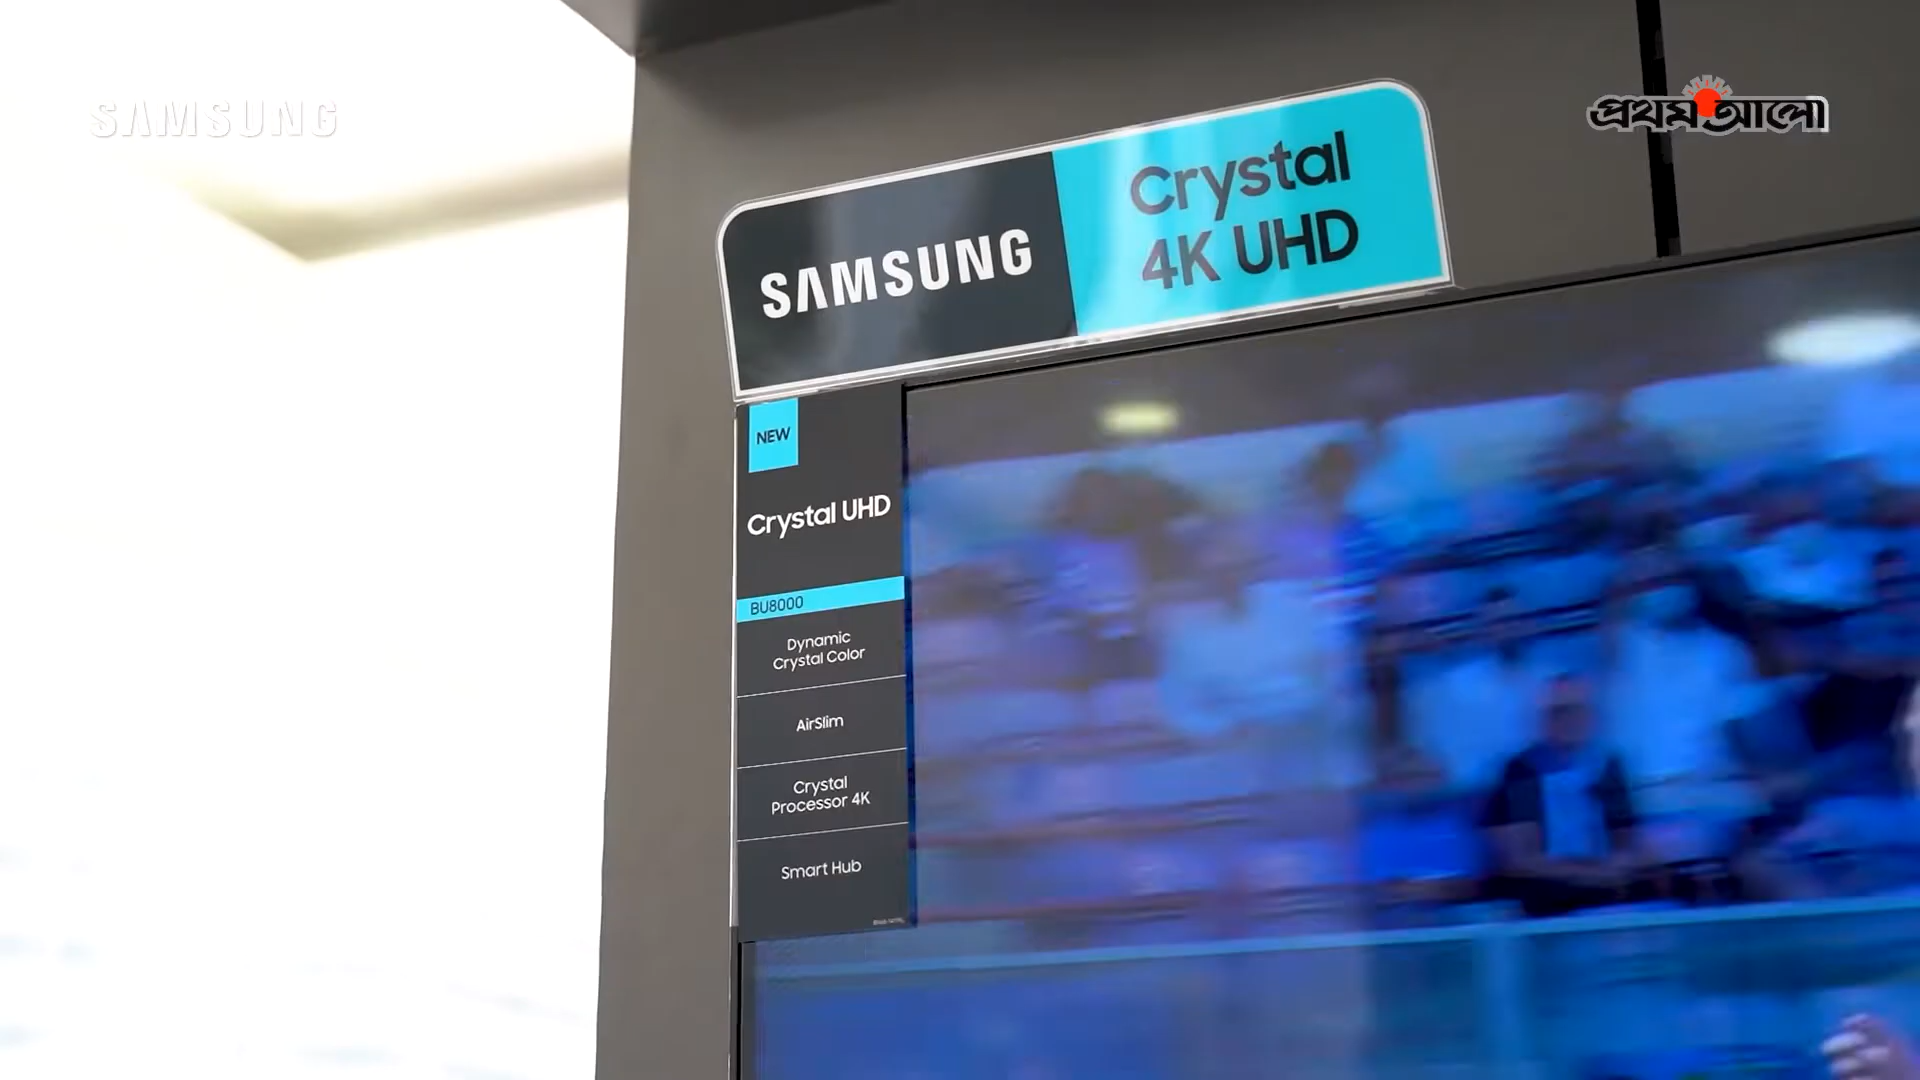 SAMSUNG
প্রথম আলো
SAMSUNG
Crystal
4K UHD
NEW
Crystal UHD
BU8000
Dynamic
Crystal Color
AirSlim
Crystal
Processor 4K
Smart Hub